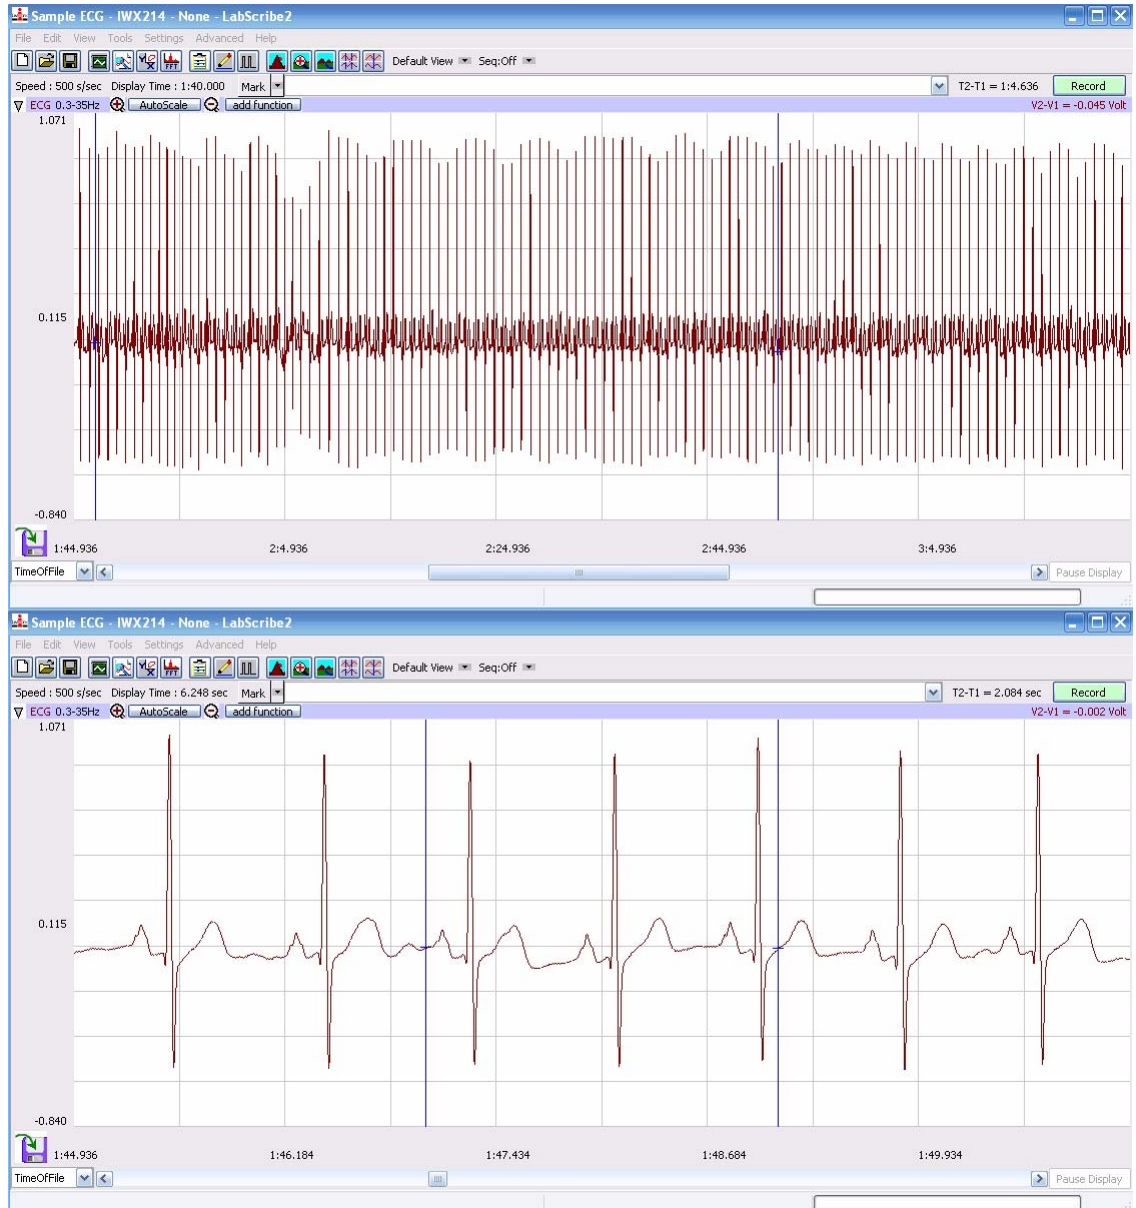 Sample ECG - IWX214 - None - LabScribe2
File Edit View Tools Settings Advanced Help
Default View Seq:Off
Speed : 500 s/sec Display Time : 1:40.000 Mark T2-T1 = 1:4.636 Record
ECG 0.3-35Hz AutoScale add function V2-V1 = -0.045 Volt
1.071
0.115
-0.840
1:44.936 2:4.936 2:24.936 2:44.936 3:4.936
TimeOfFile Pause Display
Sample ECG - IWX214 - None - LabScribe2
File Edit View Tools Settings Advanced Help
Default View Seq:Off
Speed : 500 s/sec Display Time : 6.248 sec Mark T2-T1 = 2.084 sec Record
ECG 0.3-35Hz AutoScale add function V2-V1 = -0.002 Volt
1.071
0.115
-0.840
1:44.936 1:46.184 1:47.434 1:48.684 1:49.934
TimeOfFile Pause Display